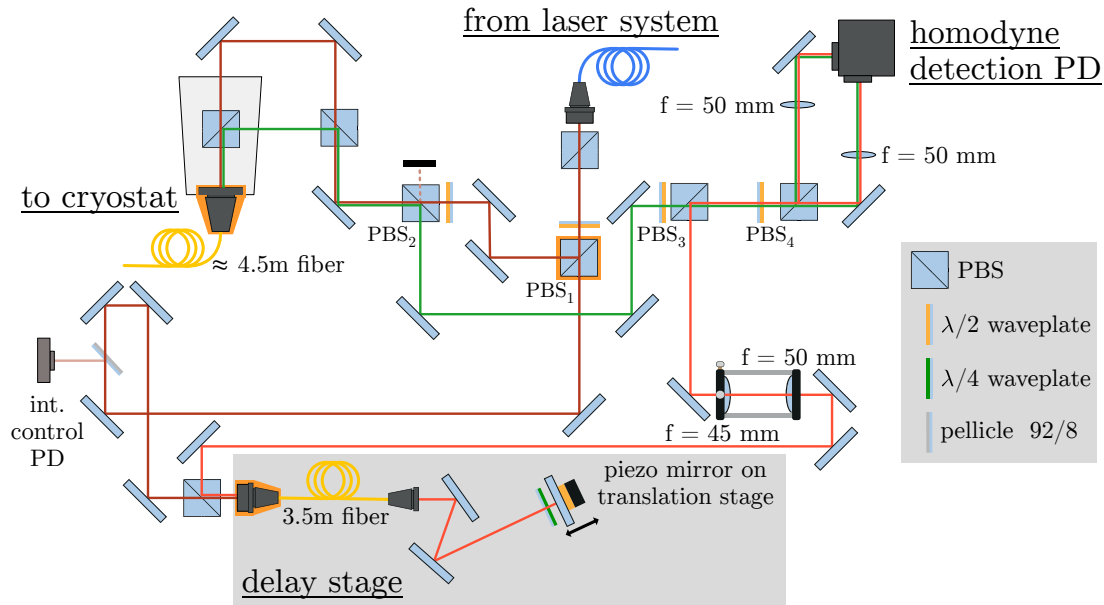 from laser system
homodyne
detection PD
f = 50 mm
f = 50 mm
to cryostat
PBS₂
PBS₃
PBS₄
≈ 4.5m fiber
PBS₁
PBS
λ/2 waveplate
λ/4 waveplate
pellicle 92/8
f = 50 mm
int.
control
PD
f = 45 mm
piezo mirror on
translation stage
3.5m fiber
delay stage